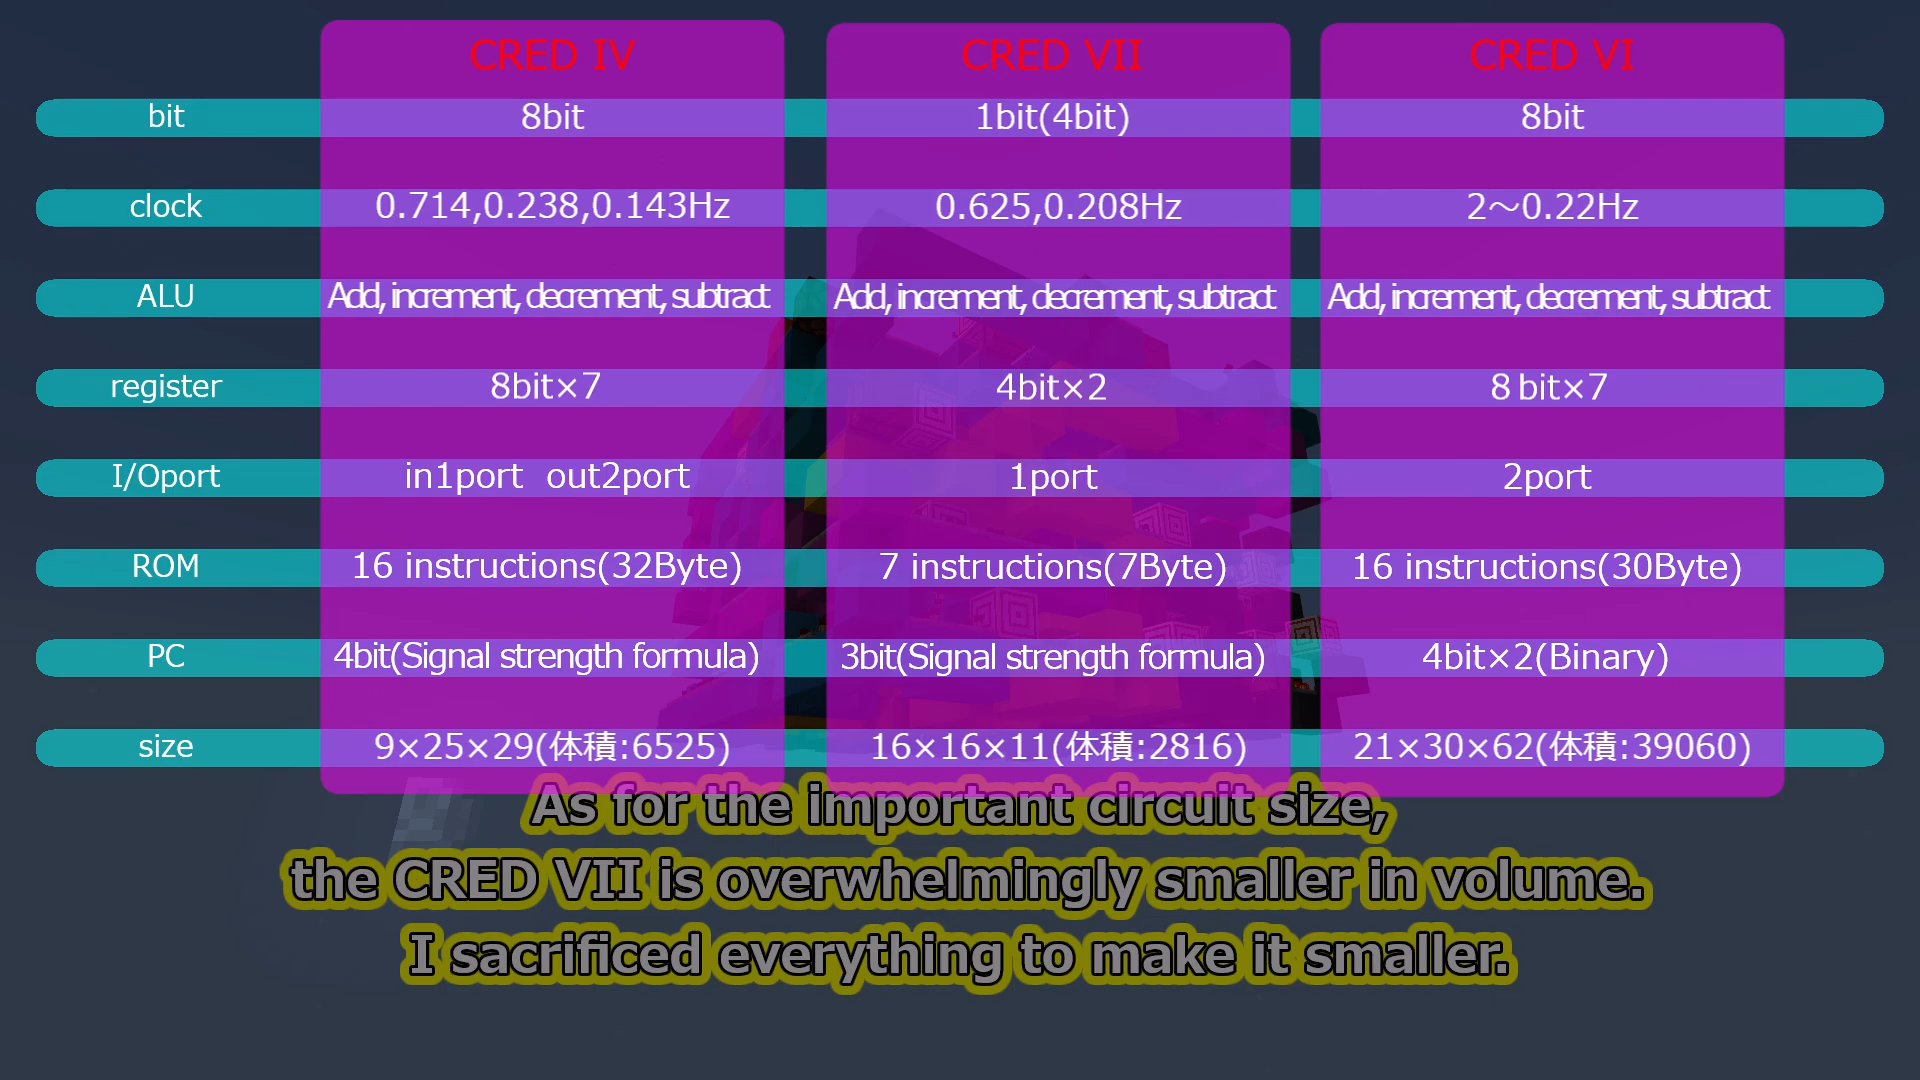 CRED IV CRED VII CRED VI
bit 8bit 1bit(4bit) 8bit
clock 0.714,0.238,0.143Hz 0.625,0.208Hz 2～0.22Hz
ALU Add, increment, decrement, subtract Add, increment, decrement, subtract Add, increment, decrement, subtract
register 8bit×7 4bit×2 8 bit×7
I/Oport in1port out2port 1port 2port
ROM 16 instructions(32Byte) 7 instructions(7Byte) 16 instructions(30Byte)
PC 4bit(Signal strength formula) 3bit(Signal strength formula) 4bit×2(Binary)
size 9×25×29(体積:6525) 16×16×11(体積:2816) 21×30×62(体積:39060)
As for the important circuit size,
the CRED VII is overwhelmingly smaller in volume.
I sacrificed everything to make it smaller.